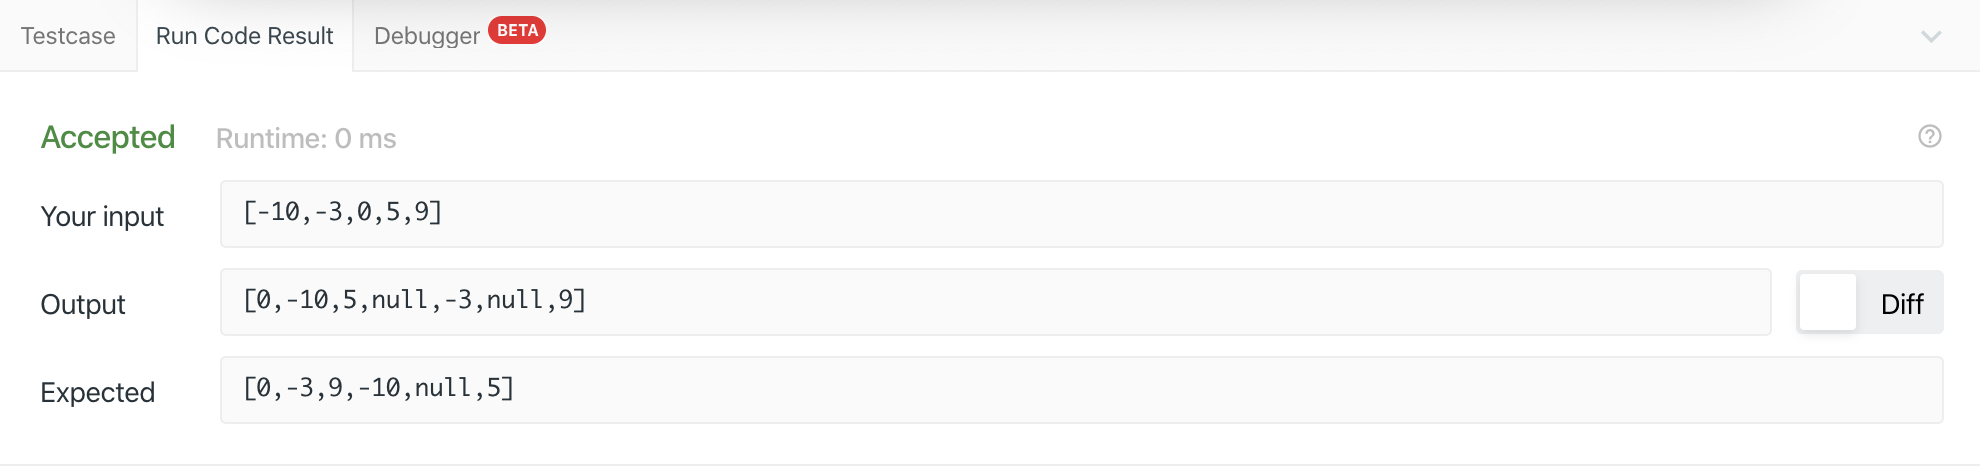 Testcase Run Code Result Debugger BETA
Accepted Runtime: 0 ms ?
Your input [-10,-3,0,5,9]
Output [0,-10,5,null,-3,null,9] Diff
Expected [0,-3,9,-10,null,5]